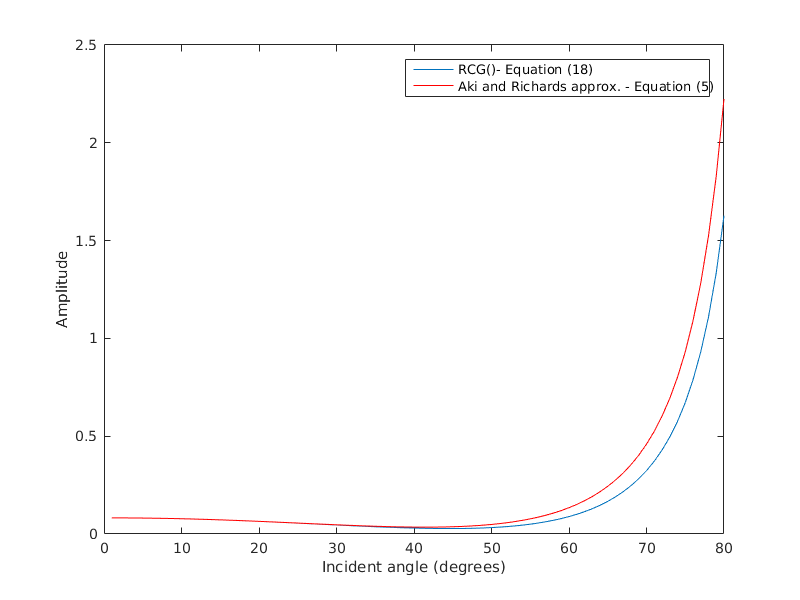 2.5
2
1.5
1
0.5
0
RCG()- Equation (18)
Aki and Richards approx. - Equation (5)
Amplitude
0 10 20 30 40 50 60 70 80
Incident angle (degrees)